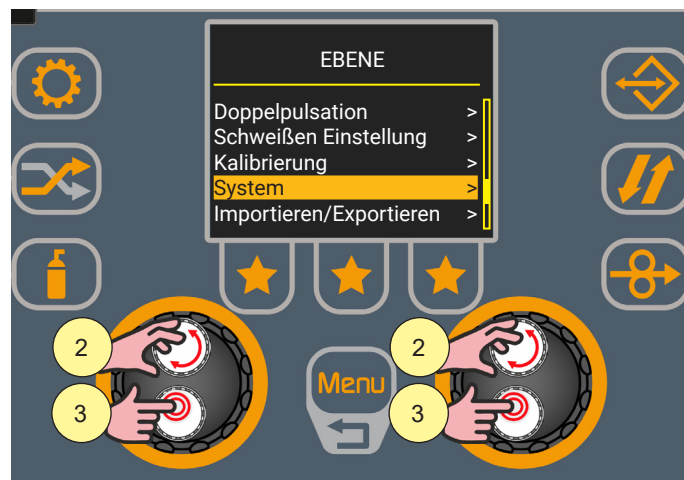 EBENE
Doppelpulsation >
Schweißen Einstellung >
Kalibrierung >
System >
Importieren/Exportieren >
2
2
3
3
Menu